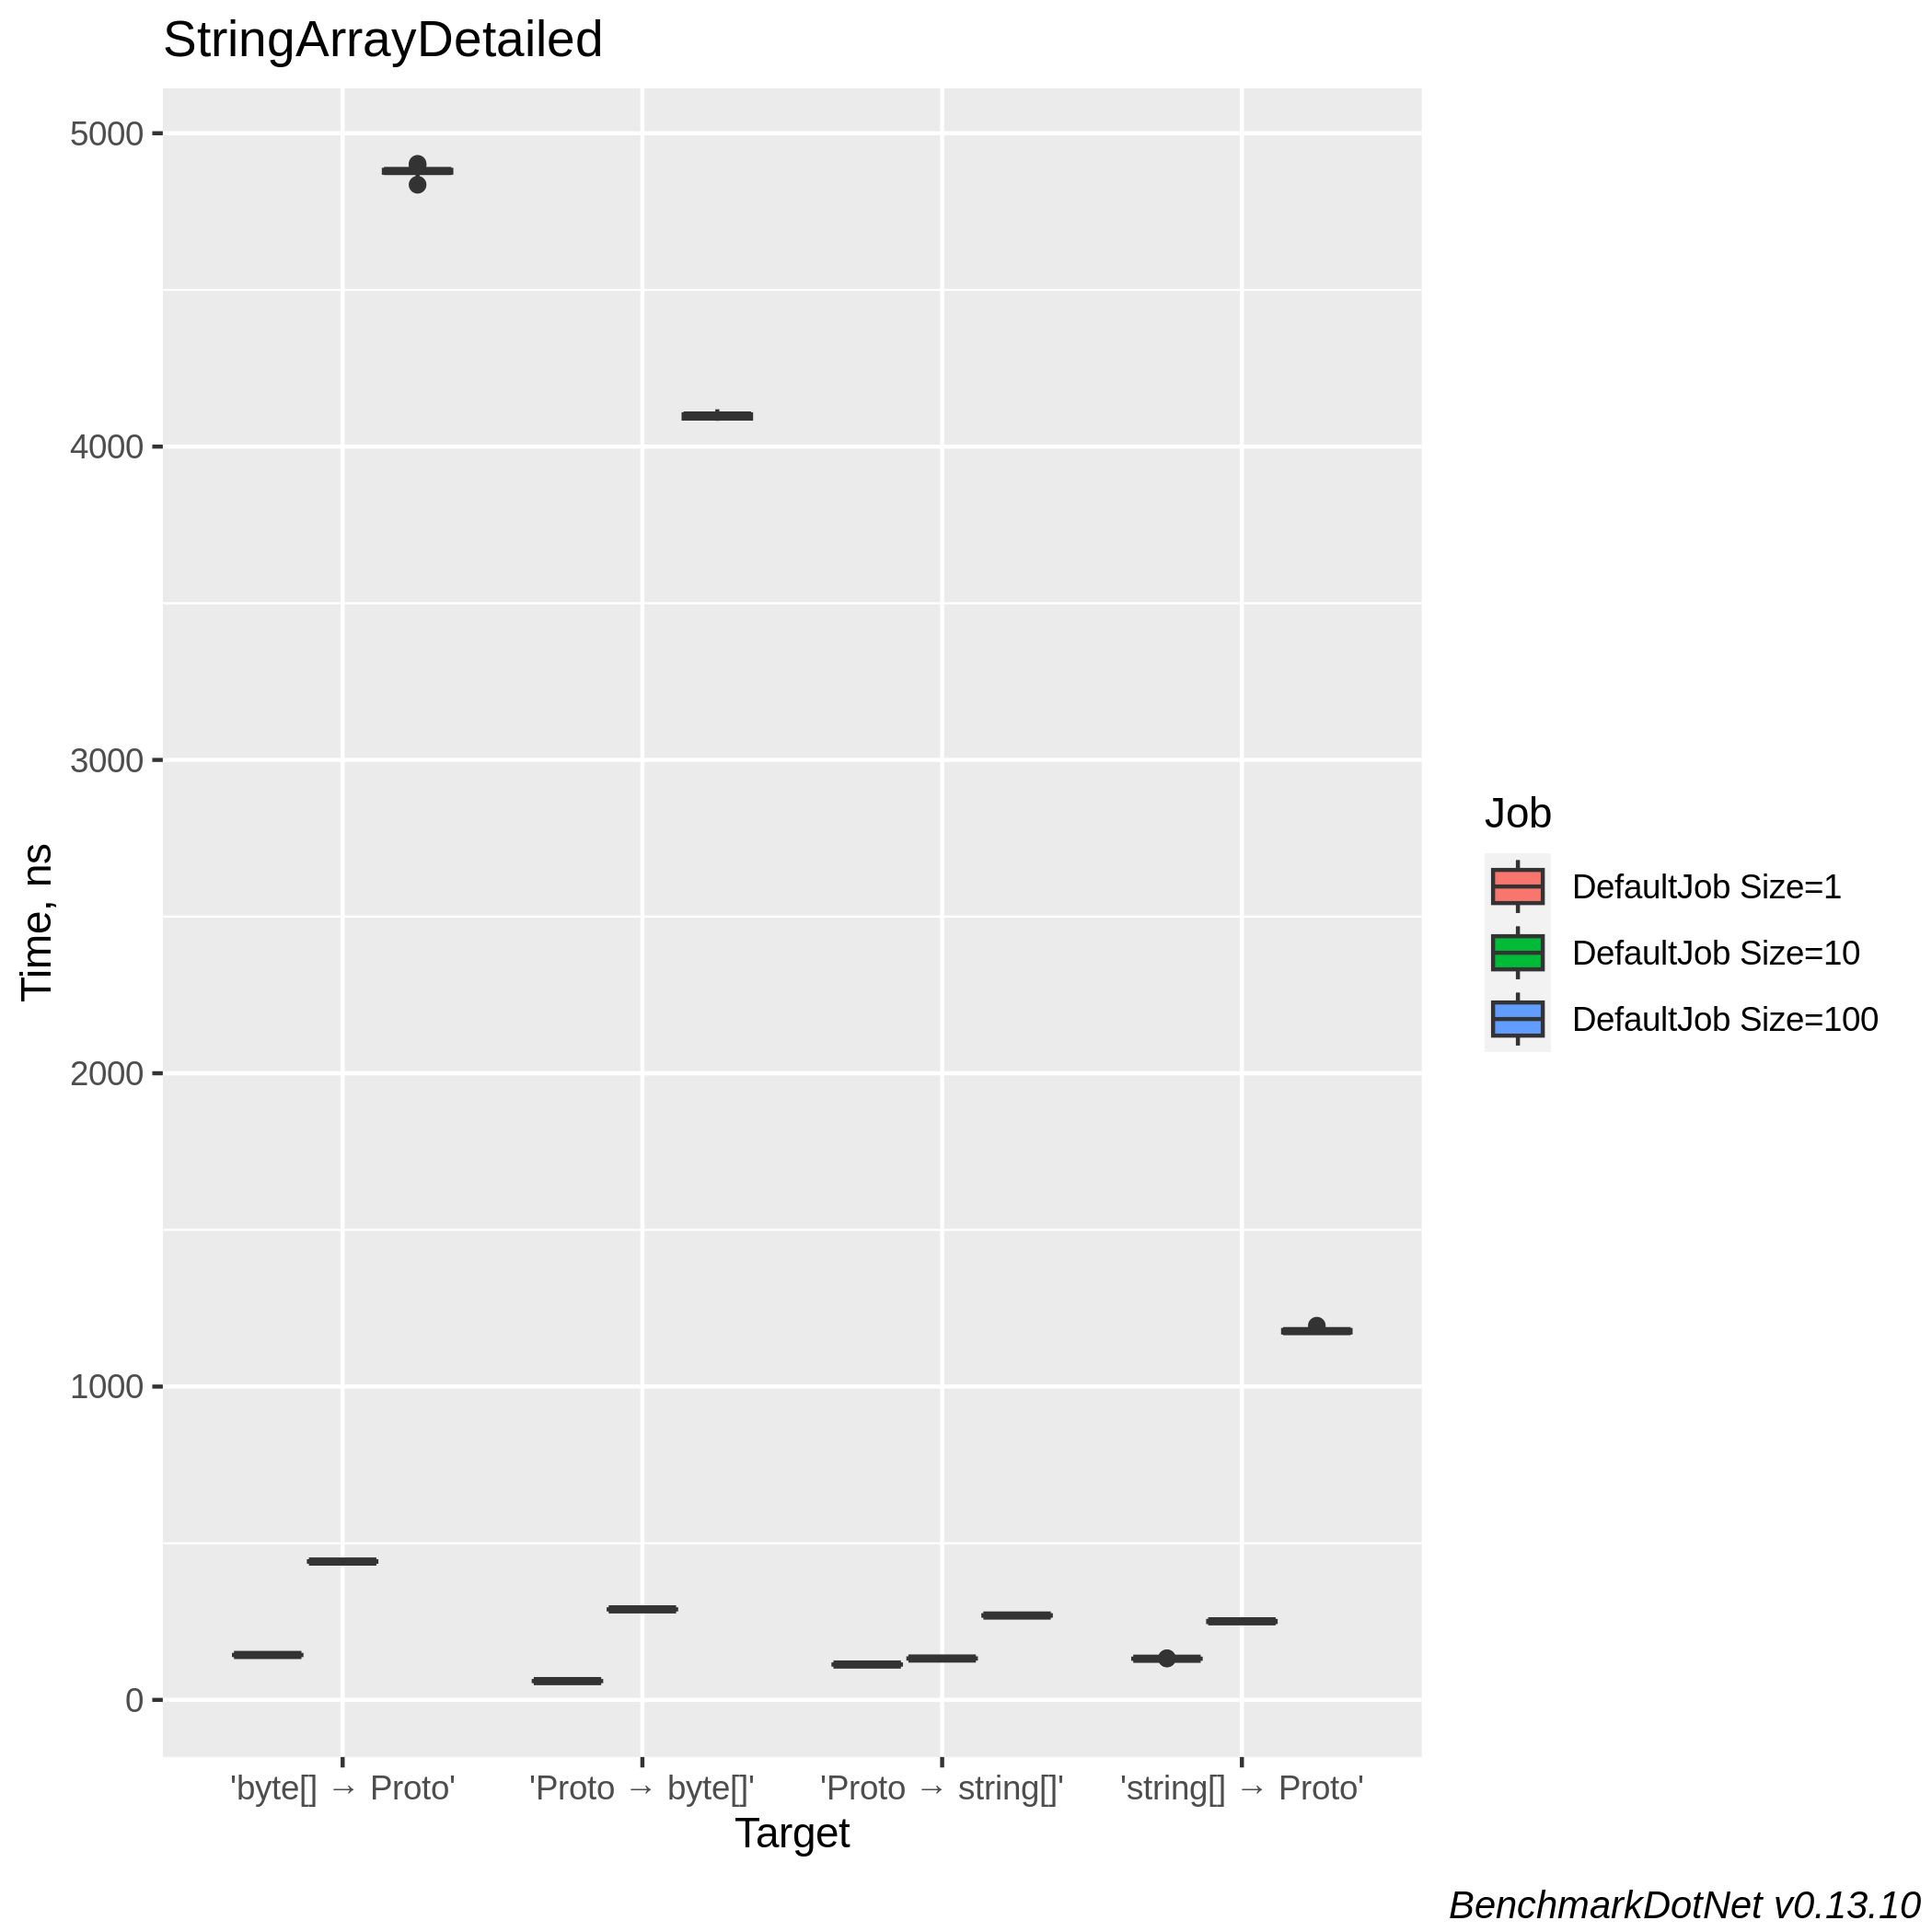 StringArrayDetailed
5000
4000
3000
2000
1000
0
Time, ns
'byte[] → Proto'
'Proto → byte[]'
'Proto → string[]'
'string[] → Proto'
Target
Job
DefaultJob Size=1
DefaultJob Size=10
DefaultJob Size=100
BenchmarkDotNet v0.13.10